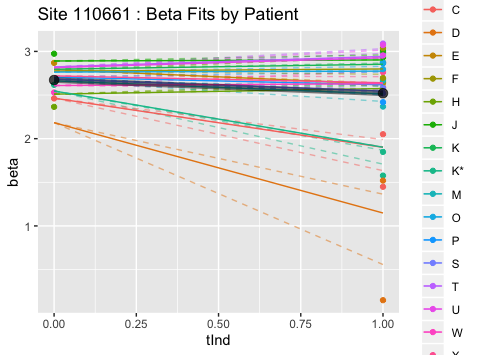 Site 110661 : Beta Fits by Patient
C
D
E
F
H
J
K
K*
M
O
P
S
T
U
W
3
2
1
beta
0.00 0.25 0.50 0.75 1.00
tInd